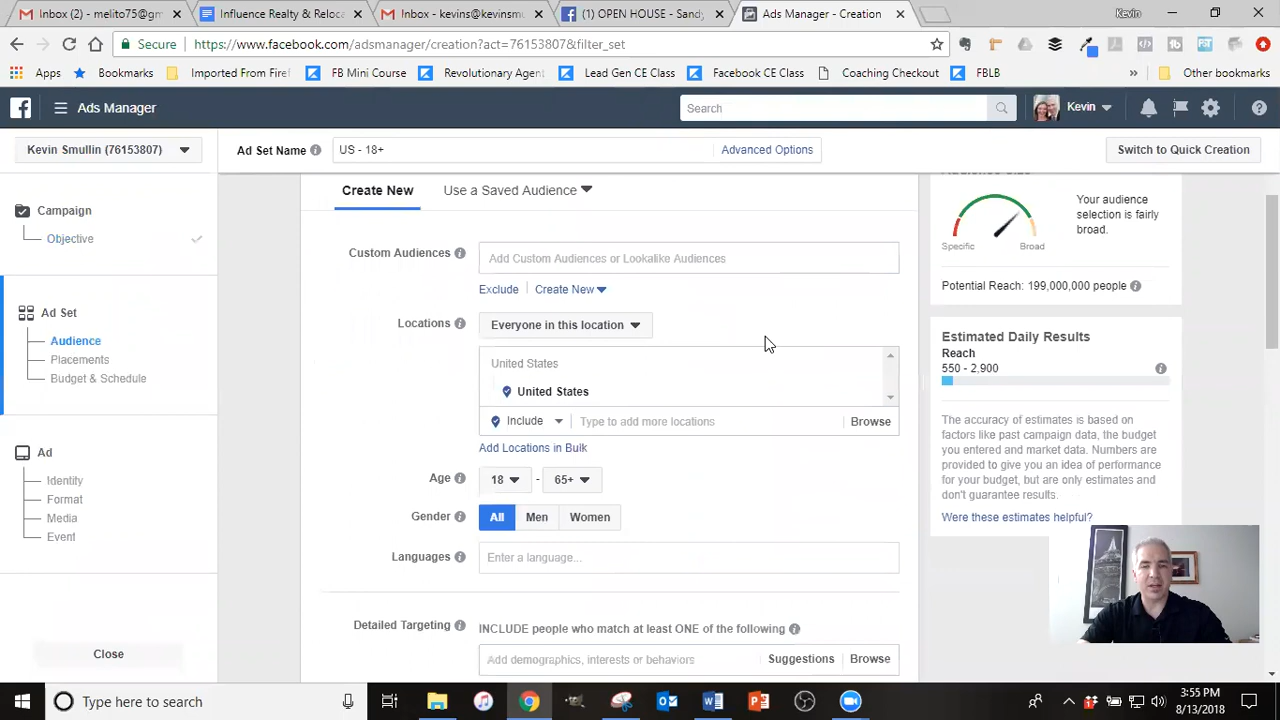 Inbox (2) - melito75@gm
Influence Realty & Reloca
Inbox - kevins@kevinsmu
(1) OPEN HOUSE - Sandy
Ads Manager - Creation
Kevin
Secure
https://www.facebook.com/adsmanager/creation?act=76153807&filter_set
Apps
Bookmarks
Imported From Firef
FB Mini Course
Revolutionary Agent
Lead Gen CE Class
Facebook CE Class
Coaching Checkout
FBLB
»
Other bookmarks
Ads Manager
Search
Kevin
Kevin Smullin (76153807)
Ad Set Name
US - 18+
Advanced Options
Switch to Quick Creation
Campaign
Objective
Ad Set
Audience
Placements
Budget & Schedule
Ad
Identity
Format
Media
Event
Close
Create New
Use a Saved Audience
Custom Audiences
Add Custom Audiences or Lookalike Audiences
Exclude
Create New
Locations
Everyone in this location
United States
United States
Include
Type to add more locations
Browse
Add Locations in Bulk
Age
18
-
65+
Gender
All
Men
Women
Languages
Enter a language...
Detailed Targeting
INCLUDE people who match at least ONE of the following
Add demographics, interests or behaviors
Suggestions
Browse
Audience Size
Your audience
selection is fairly
broad.
Specific
Broad
Potential Reach: 199,000,000 people
Estimated Daily Results
Reach
550 - 2,900
The accuracy of estimates is based on
factors like past campaign data, the budget
you entered and market data. Numbers are
provided to give you an idea of performance
for your budget, but are only estimates and
don't guarantee results.
Were these estimates helpful?
Type here to search
3:55 PM
8/13/2018